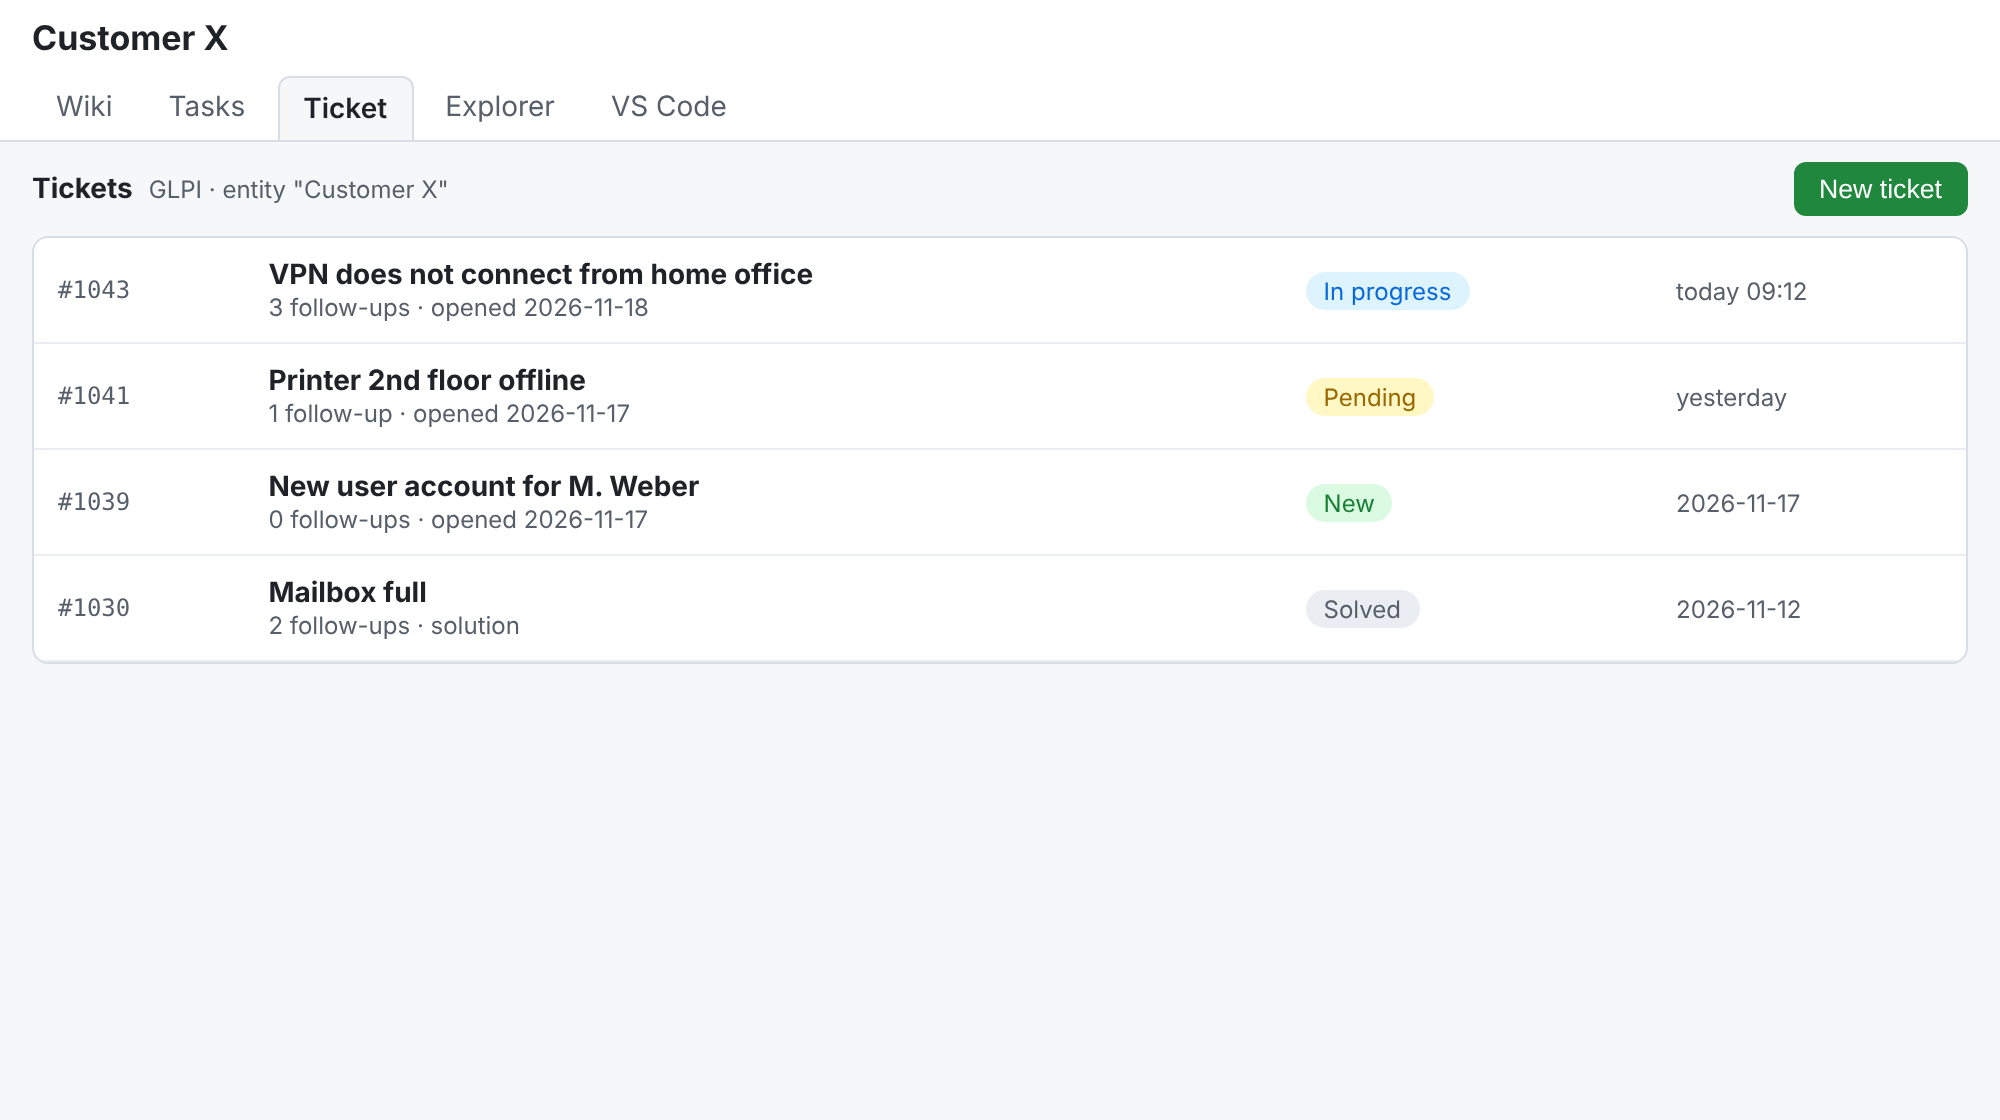 Customer X
Wiki Tasks Ticket Explorer VS Code
Tickets GLPI · entity "Customer X" New ticket
#1043 VPN does not connect from home office In progress today 09:12
3 follow-ups · opened 2026-11-18
#1041 Printer 2nd floor offline Pending yesterday
1 follow-up · opened 2026-11-17
#1039 New user account for M. Weber New 2026-11-17
0 follow-ups · opened 2026-11-17
#1030 Mailbox full Solved 2026-11-12
2 follow-ups · solution